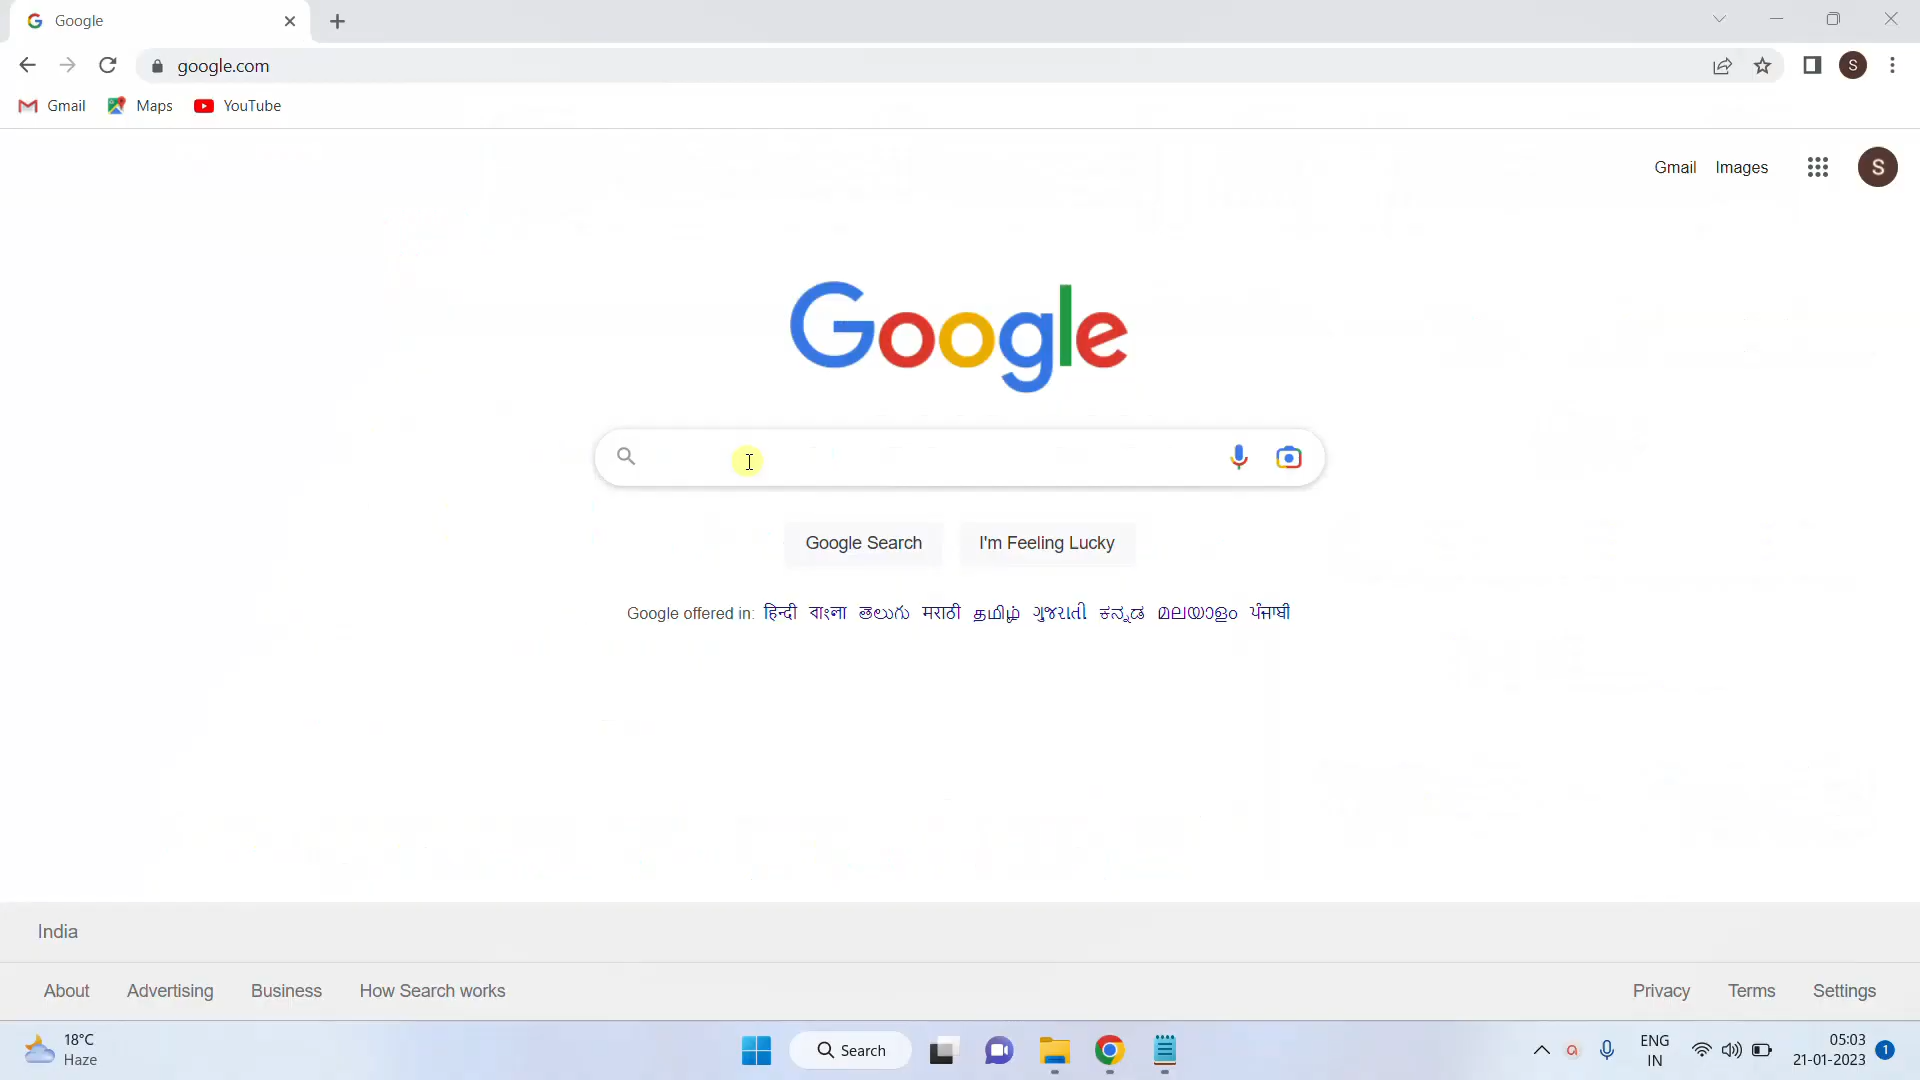 Google
google.com
Gmail Maps YouTube
Gmail Images S
S
Google
Google Search I'm Feeling Lucky
Google offered in: हिन्दी বাংলা తెలుగు मराठी தமிழ் ગુજરાતી ಕನ್ನಡ മലയാളം ਪੰਜਾਬੀ
India
About Advertising Business How Search works Privacy Terms Settings
18°C
Haze
Search
ENG
IN
05:03
21-01-2023
1